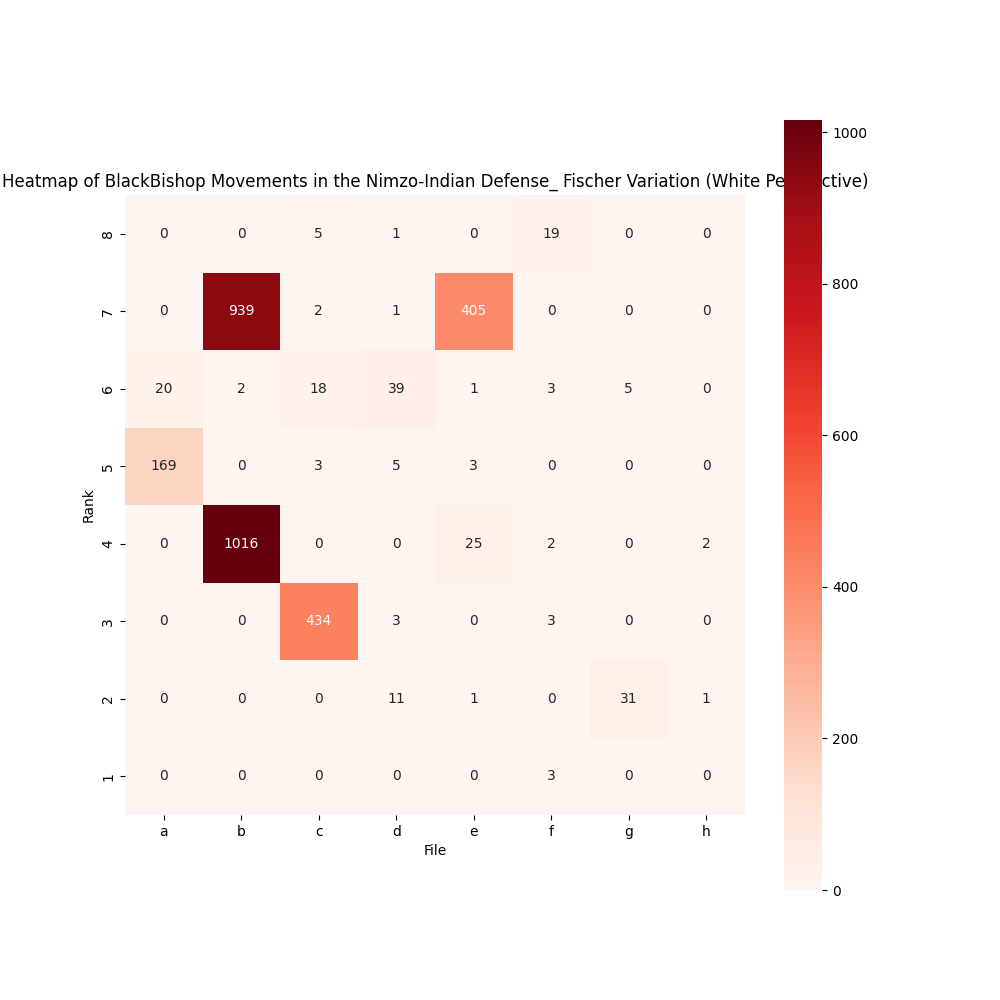 Heatmap of BlackBishop Movements in the Nimzo-Indian Defense_ Fischer Variation (White Pe ctive)
1000
800
600
400
200
0
Rank
8 0 0 5 1 0 19 0 0
7 0 939 2 1 405 0 0 0
6 20 2 18 39 1 3 5 0
5 169 0 3 5 3 0 0 0
4 0 1016 0 0 25 2 0 2
3 0 0 434 3 0 3 0 0
2 0 0 0 11 1 0 31 1
1 0 0 0 0 0 3 0 0
a b c d e f g h
File